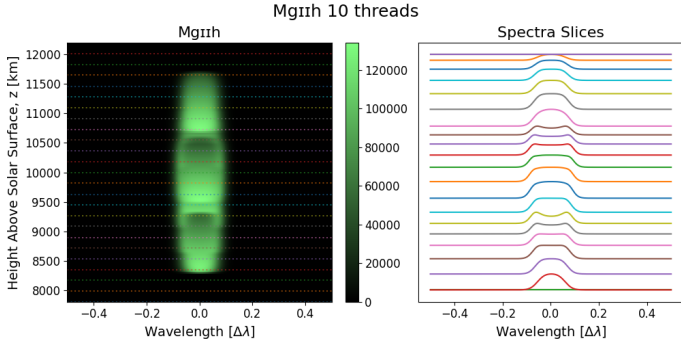 MgIIh 10 threads
MgIIh
Spectra Slices
Height Above Solar Surface, z [km]
12000
11500
11000
10500
10000
9500
9000
8500
8000
120000
100000
80000
60000
40000
20000
0
−0.4 −0.2 0.0 0.2 0.4
−0.4 −0.2 0.0 0.2 0.4
Wavelength [Δλ]
Wavelength [Δλ]